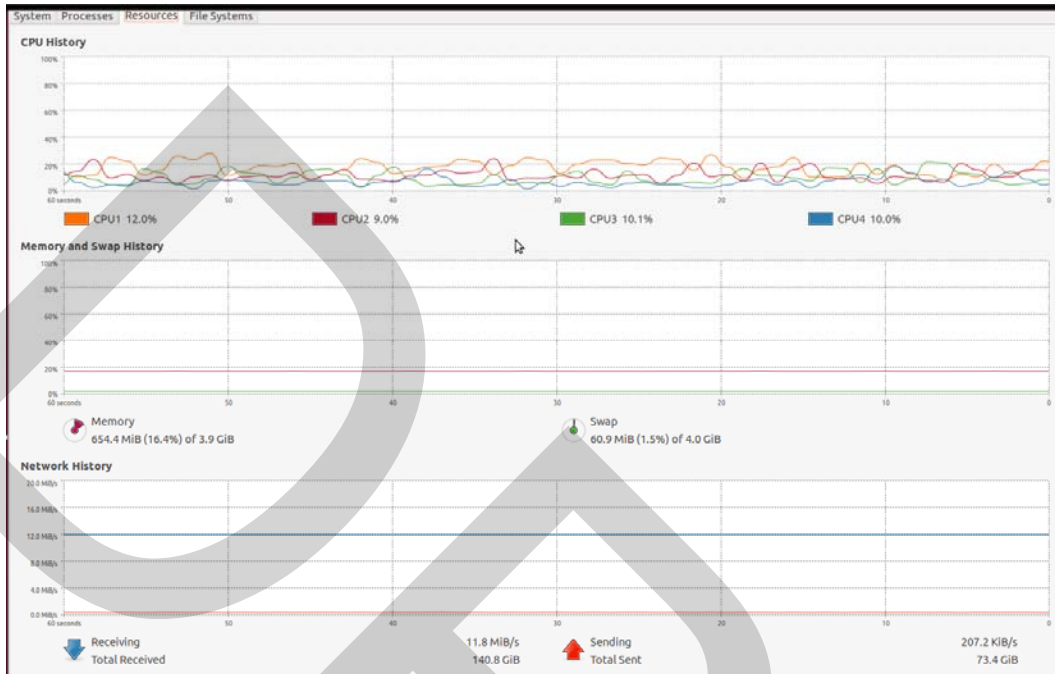 System Processes Resources File Systems
CPU History
100%
80%
60%
40%
20%
0%
60 seconds 50 40 30 20 10 0
CPU1 12.0% CPU2 9.0% CPU3 10.1% CPU4 10.0%
Memory and Swap History
100%
80%
60%
40%
20%
0%
60 seconds 50 40 30 20 10 0
Memory Swap
654.4 MiB (16.4%) of 3.9 GiB 60.9 MiB (1.5%) of 4.0 GiB
Network History
20.0 MiB/s
16.0 MiB/s
12.0 MiB/s
8.0 MiB/s
4.0 MiB/s
0.0 MiB/s
60 seconds 50 40 30 20 10 0
Receiving 11.8 MiB/s Sending 207.2 KiB/s
Total Received 140.8 GiB Total Sent 73.4 GiB